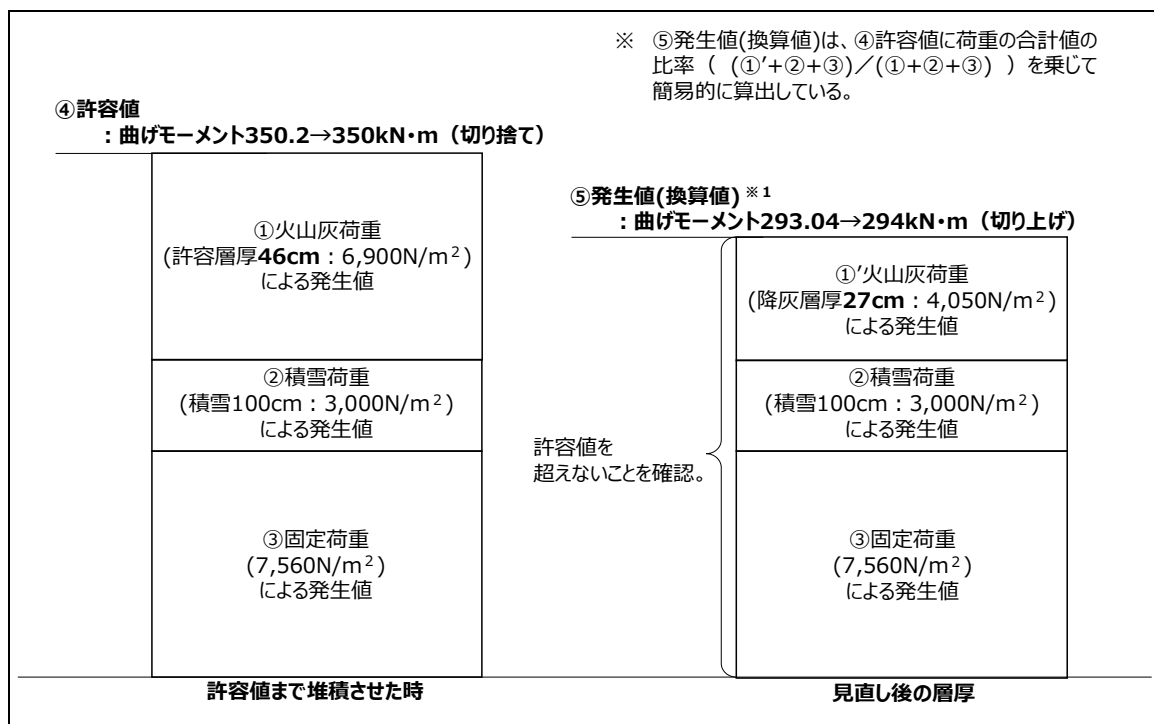 ※ ⑤発生値(換算値)は、④許容値に荷重の合計値の
比率（ (①’+②+③)／(①+②+③) ）を乗じて
簡易的に算出している。
④許容値
：曲げモーメント350.2→350kN・m（切り捨て）
①火山灰荷重
(許容層厚46cm：6,900N/m²)
による発生値
②積雪荷重
(積雪100cm：3,000N/m²)
による発生値
③固定荷重
(7,560N/m²)
による発生値
許容値まで堆積させた時
⑤発生値(換算値)※1
：曲げモーメント293.04→294kN・m（切り上げ）
①’火山灰荷重
(降灰層厚27cm：4,050N/m²)
による発生値
②積雪荷重
(積雪100cm：3,000N/m²)
による発生値
許容値を
超えないことを確認。
③固定荷重
(7,560N/m²)
による発生値
見直し後の層厚